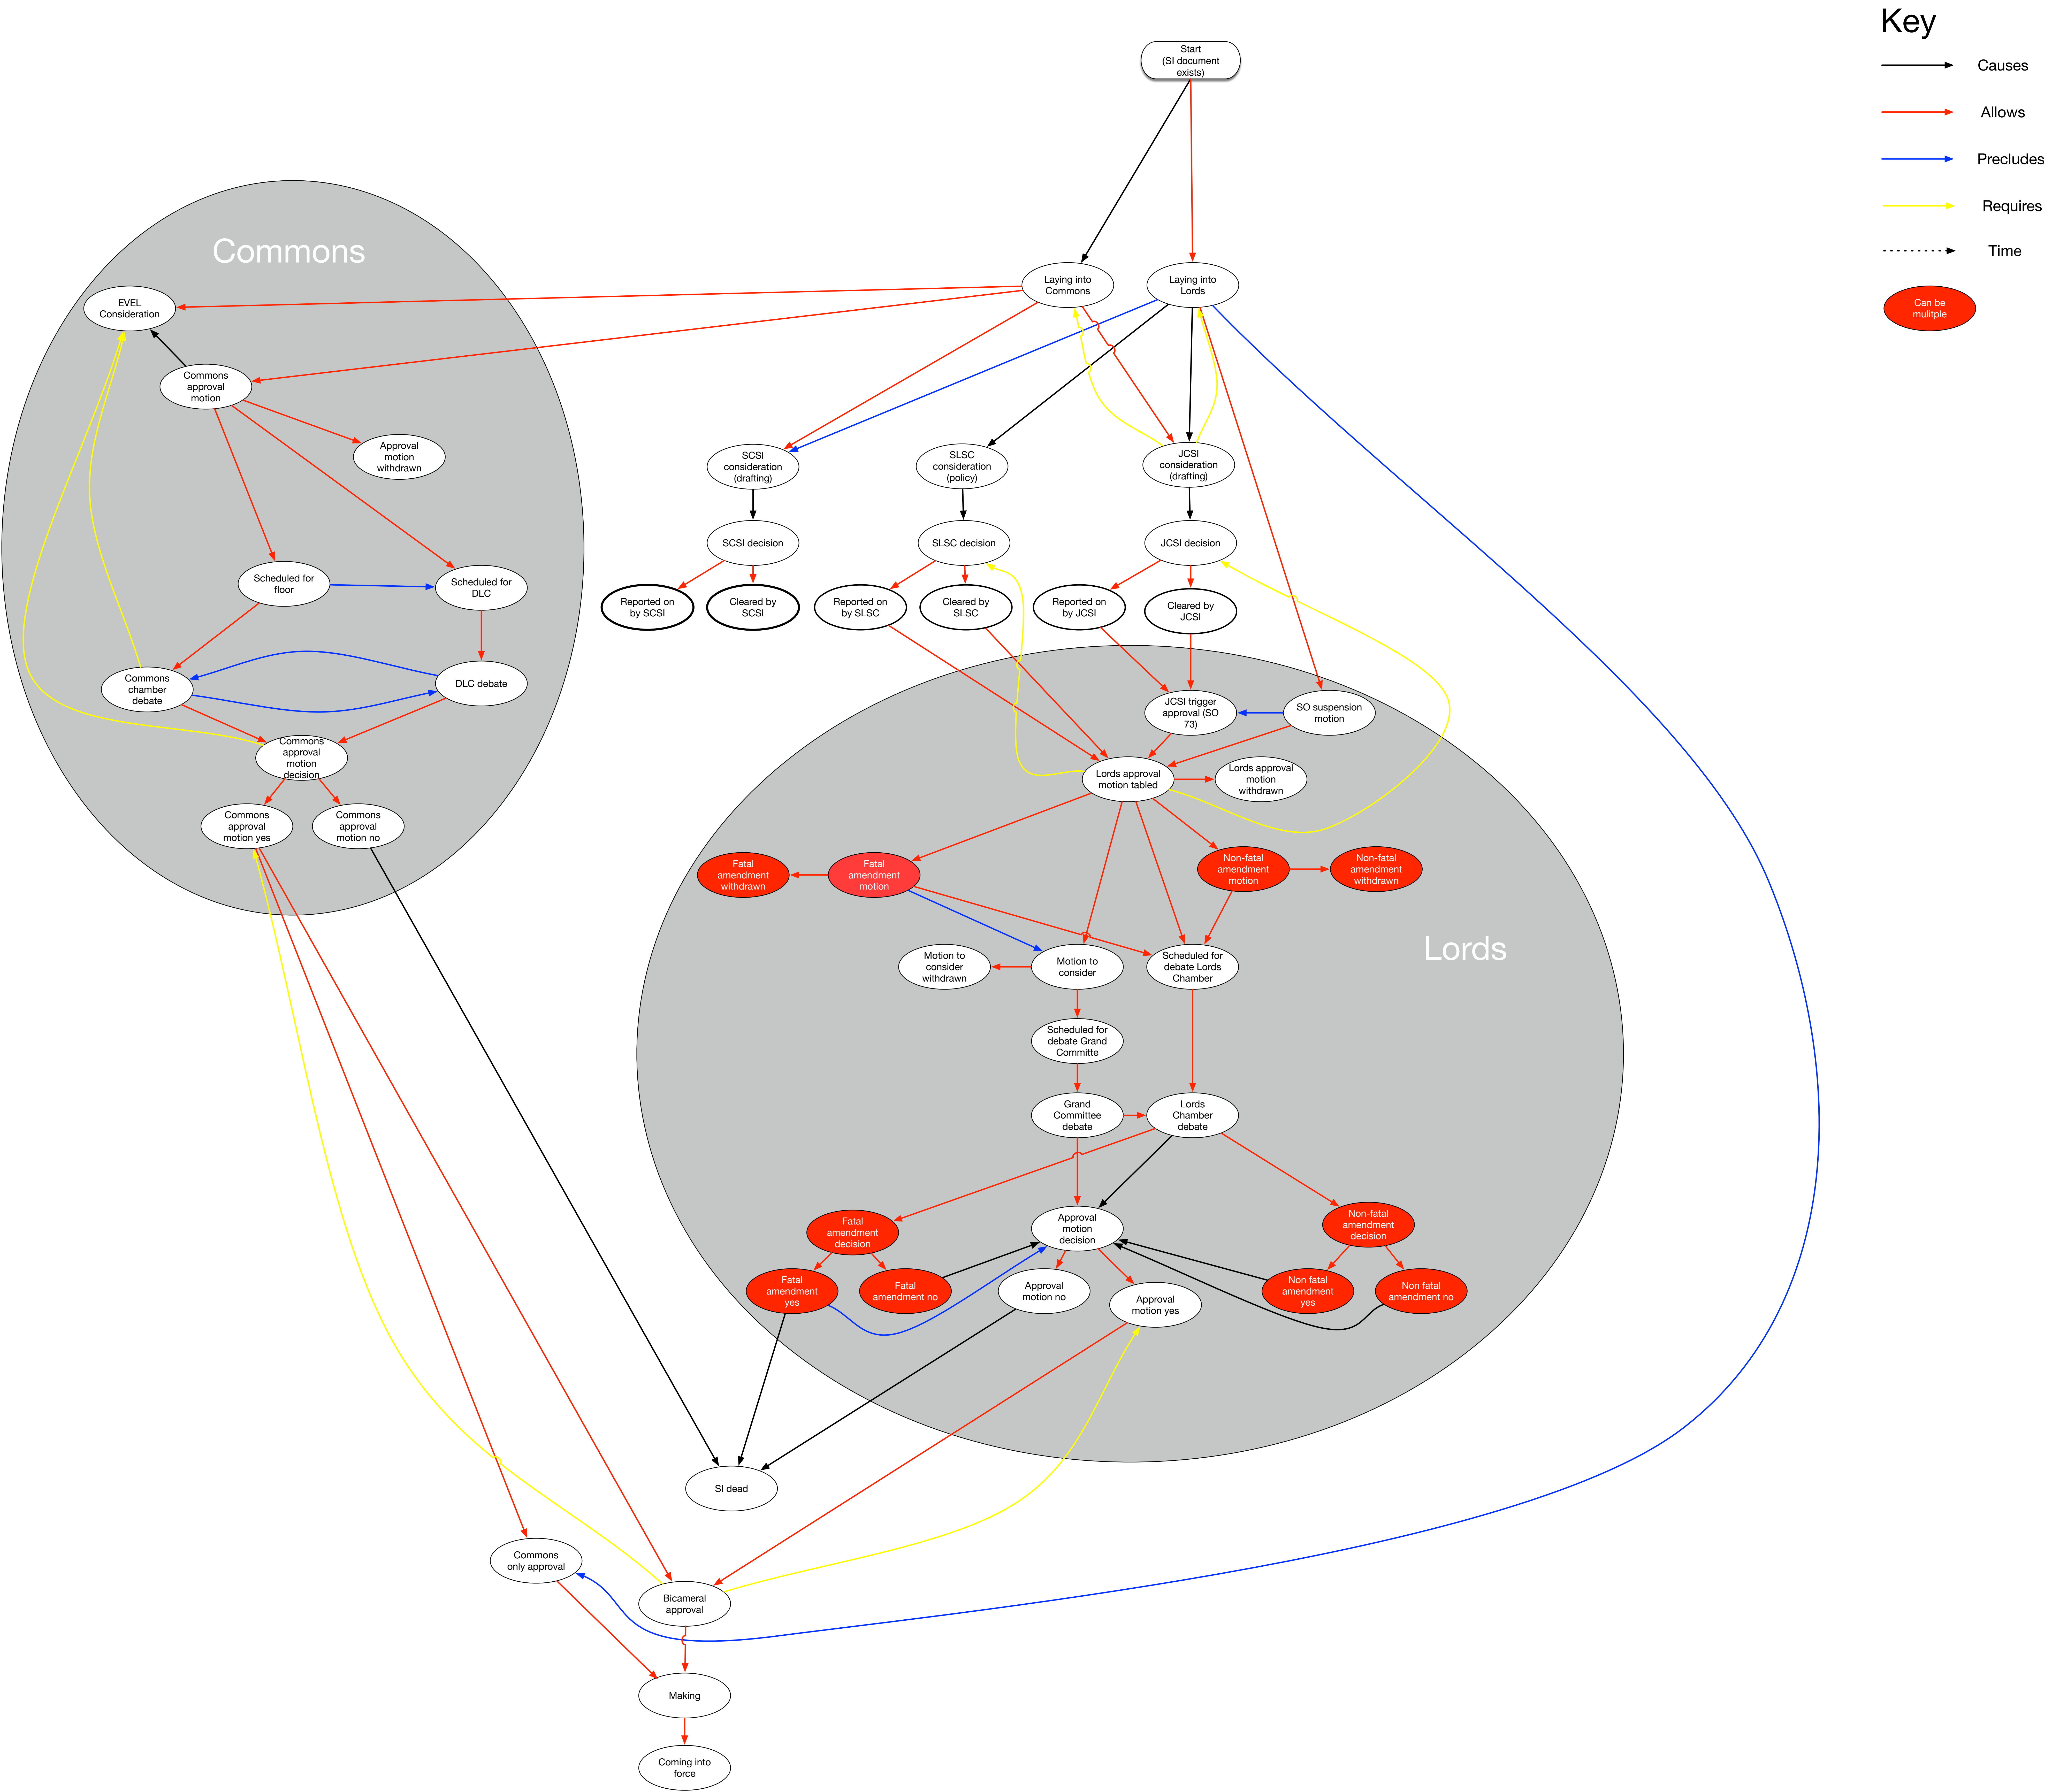 Key
Start
(SI document
exists)
Causes
Allows
Precludes
Requires
Time
Can be
mulitple
Commons
Laying into
Commons
Laying into
Lords
EVEL
Consideration
Commons
approval
motion
Approval
motion
withdrawn
SCSI
consideration
(drafting)
SLSC
consideration
(policy)
JCSI
consideration
(drafting)
SCSI decision
SLSC decision
JCSI decision
Scheduled for
floor
Scheduled for
DLC
Reported on
by SCSI
Cleared by
SCSI
Reported on
by SLSC
Cleared by
SLSC
Reported on
by JCSI
Cleared by
JCSI
Commons
chamber
debate
DLC debate
JCSI trigger
approval (SO
73)
SO suspension
motion
Commons
approval
motion
decision
Lords approval
motion tabled
Lords approval
motion
withdrawn
Commons
approval
motion yes
Commons
approval
motion no
Fatal
amendment
withdrawn
Fatal
amendment
motion
Non-fatal
amendment
motion
Non-fatal
amendment
withdrawn
Lords
Motion to
consider
withdrawn
Motion to
consider
Scheduled for
debate Lords
Chamber
Scheduled for
debate Grand
Committe
Grand
Committee
debate
Lords
Chamber
debate
Fatal
amendment
decision
Approval
motion
decision
Non-fatal
amendment
decision
Fatal
amendment
yes
Fatal
amendment no
Approval
motion no
Approval
motion yes
Non fatal
amendment
yes
Non fatal
amendment no
SI dead
Commons
only approval
Bicameral
approval
Making
Coming into
force